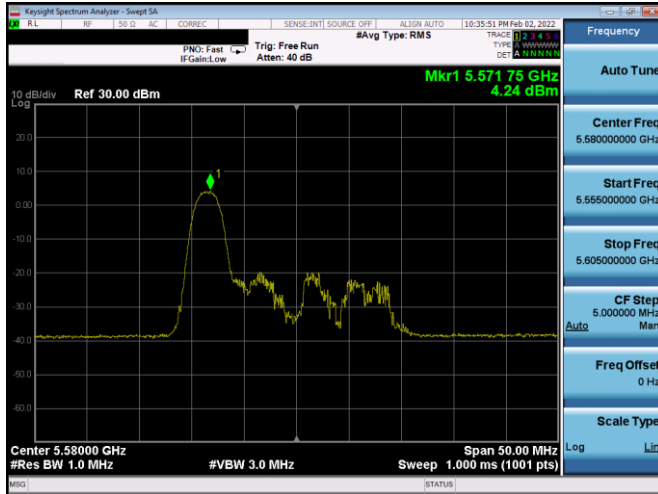 Keysight Spectrum Analyzer - Swept SA
RL RF 50 Ω AC CORREC SENSE:INT SOURCE OFF ALIGN AUTO 10:35:51 PM Feb 02, 2022
#Avg Type: RMS
TRACE 1 2 3 4 5 6
TYPE A WWWWW
DET A N N N N N
PNO: Fast
IFGain:Low
Trig: Free Run
Atten: 40 dB
Mkr1 5.571 75 GHz
4.24 dBm
10 dB/div Ref 30.00 dBm
Log
20.0
10.0
0.00
-10.0
-20.0
-30.0
-40.0
-50.0
-60.0
1
Center 5.58000 GHz Span 50.00 MHz
#Res BW 1.0 MHz #VBW 3.0 MHz Sweep 1.000 ms (1001 pts)
MSG STATUS
Frequency
Auto Tune
Center Freq
5.580000000 GHz
Start Freq
5.555000000 GHz
Stop Freq
5.605000000 GHz
CF Step
5.000000 MHz
Auto Man
Freq Offset
0 Hz
Scale Type
Log Lin